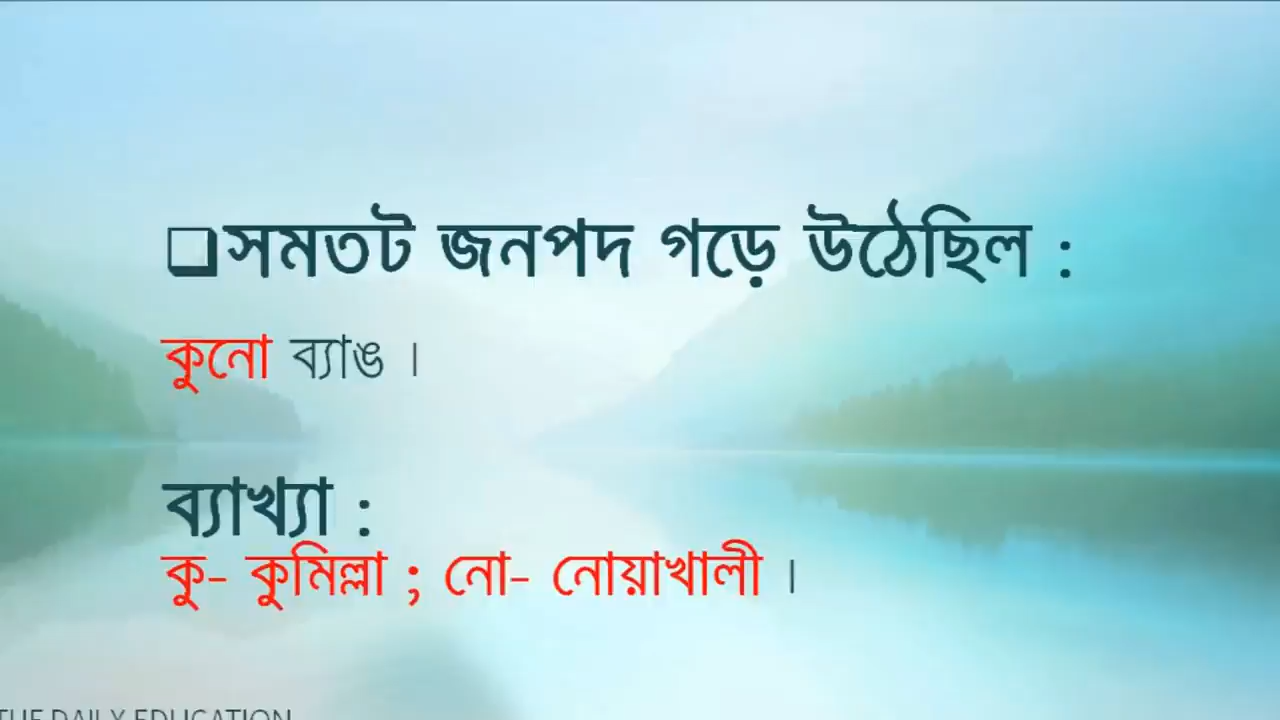 ❑সমতট জনপদ গড়ে উঠেছিল :
কুনো ব্যাঙ ।
ব্যাখ্যা :
কু- কুমিল্লা ; নো- নোয়াখালী ।
THE DAILY EDUCATION